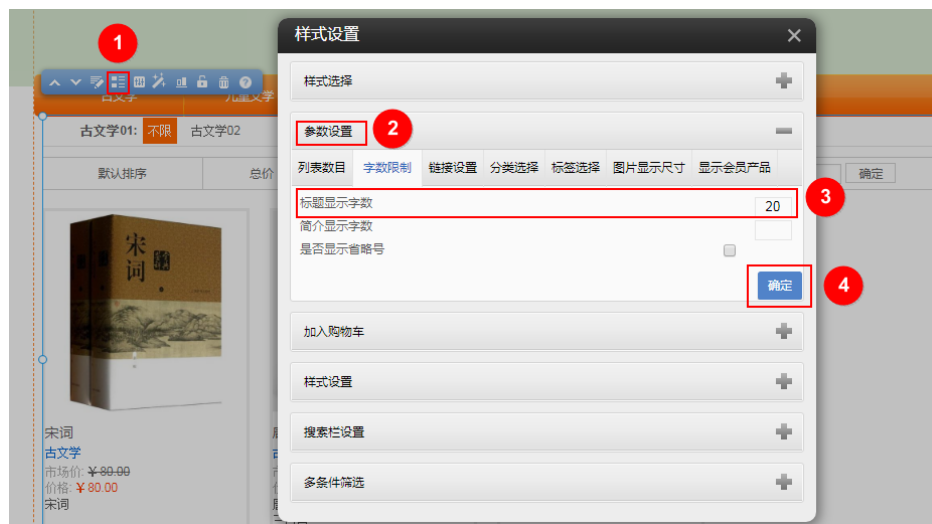 1
样式设置
样式选择
古文学
儿童文学
古文学01: 不限 古文学02
参数设置 2
列表数目 字数限制 链接设置 分类选择 标签选择 图片显示尺寸 显示会员产品
默认排序 总价 确定
标题显示字数 20 3
简介显示字数
是否显示省略号
确定 4
宋词
加入购物车
样式设置
搜索栏设置
多条件筛选
宋词
古文学
市场价: ¥80.00
价格: ¥80.00
宋词